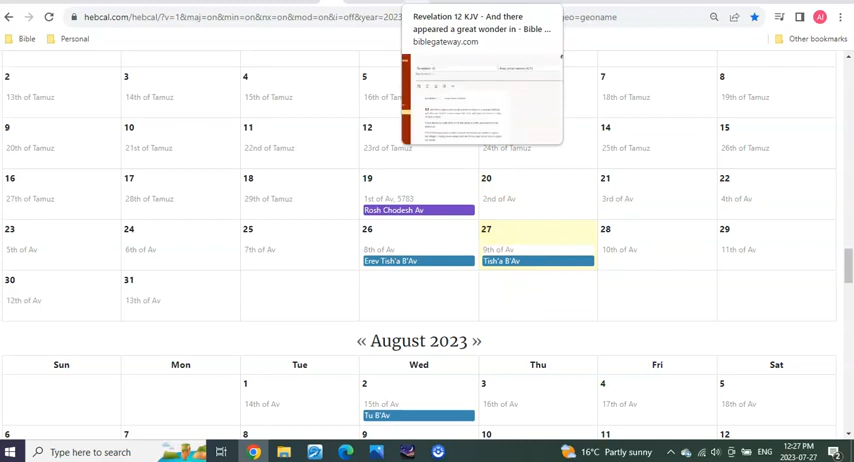 hebcal.com/hebcal/?v=1&maj=on&min=on&nx=on&mod=on&i=off&year=202
geo=geoname
Bible
Personal
Other bookmarks
Revelation 12 KJV - And there
appeared a great wonder in - Bible ...
biblegateway.com
2 3 4 5 7 8
13th of Tamuz 14th of Tamuz 15th of Tamuz 16th of Tam 18th of Tamuz 19th of Tamuz
9 10 11 12 14 15
20th of Tamuz 21st of Tamuz 22nd of Tamuz 23rd of Tamuz 24th of Tamuz 25th of Tamuz 26th of Tamuz
16 17 18 19 20 21 22
27th of Tamuz 28th of Tamuz 29th of Tamuz 1st of Av, 5783 2nd of Av 3rd of Av 4th of Av
Rosh Chodesh Av
23 24 25 26 27 28 29
5th of Av 6th of Av 7th of Av 8th of Av 9th of Av 10th of Av 11th of Av
Erev Tish'a B'Av Tish'a B'Av
30 31
12th of Av 13th of Av
« August 2023 »
Sun Mon Tue Wed Thu Fri Sat
1 2 3 4 5
14th of Av 15th of Av 16th of Av 17th of Av 18th of Av
Tu B'Av
6 7 8 9 10 11 12
Type here to search
16°C Partly sunny
ENG
12:27 PM
2023-07-27
2
AI